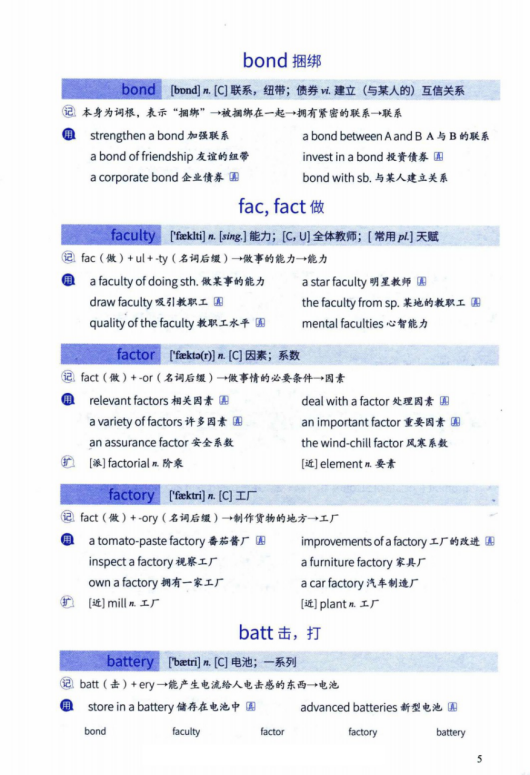 bond 捆绑
bond [bɒnd] n. [C] 联系，纽带；债券 vi. 建立（与某人的）互信关系
记 本身为词根，表示“捆绑”→被捆绑在一起→拥有紧密的联系→联系
用 strengthen a bond 加强联系 a bond between A and B A 与 B 的联系
a bond of friendship 友谊的纽带 invest in a bond 投资债券 真
a corporate bond 企业债券 真 bond with sb. 与某人建立关系
fac, fact 做
faculty ['fæklti] n. [sing.] 能力；[C, U] 全体教师；[ 常用 pl.] 天赋
记 fac（做）+ ul + -ty（名词后缀）→做事的能力→能力
用 a faculty of doing sth. 做某事的能力 a star faculty 明星教师 真
draw faculty 吸引教职工 真 the faculty from sp. 某地的教职工 真
quality of the faculty 教职工水平 真 mental faculties 心智能力
factor ['fæktə(r)] n. [C] 因素；系数
记 fact（做）+ -or（名词后缀）→做事情的必要条件→因素
用 relevant factors 相关因素 真 deal with a factor 处理因素 真
a variety of factors 许多因素 真 an important factor 重要因素 真
an assurance factor 安全系数 the wind-chill factor 风寒系数
扩 [派] factorial n. 阶乘 [近] element n. 要素
factory ['fæktri] n. [C] 工厂
记 fact（做）+ -ory（名词后缀）→制作货物的地方→工厂
用 a tomato-paste factory 番茄酱厂 真 improvements of a factory 工厂的改进 真
inspect a factory 视察工厂 a furniture factory 家具厂
own a factory 拥有一家工厂 a car factory 汽车制造厂
扩 [近] mill n. 工厂 [近] plant n. 工厂
batt 击，打
battery ['bætri] n. [C] 电池；一系列
记 batt（击）+ ery→能产生电流给人电击感的东西→电池
用 store in a battery 储存在电池中 真 advanced batteries 新型电池 真
bond faculty factor factory battery
5